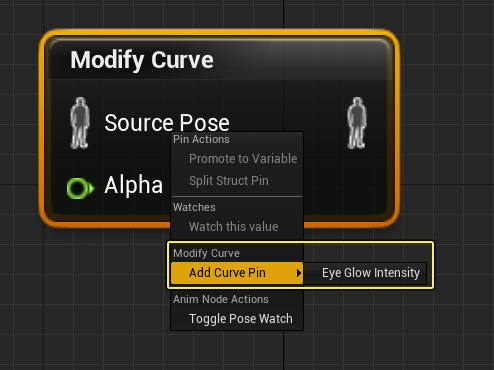 Modify Curve
Source Pose
Pin Actions
Promote to Variable
Split Struct Pin
Alpha
Watches
Watch this value
Modify Curve
Add Curve Pin
Eye Glow Intensity
Anim Node Actions
Toggle Pose Watch